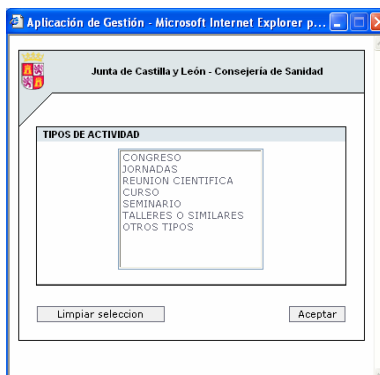 Aplicación de Gestión - Microsoft Internet Explorer p...
Junta de Castilla y León - Consejería de Sanidad
TIPOS DE ACTIVIDAD
CONGRESO
JORNADAS
REUNION CIENTIFICA
CURSO
SEMINARIO
TALLERES O SIMILARES
OTROS TIPOS
Limpiar seleccion
Aceptar